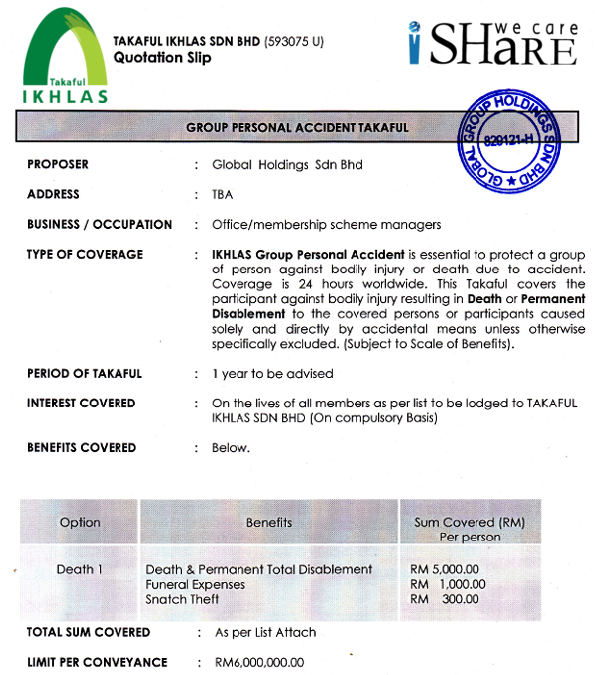 Takaful
IKHLAS
TAKAFUL IKHLAS SDN BHD (593075 U)
Quotation Slip
we care
iSHaRE
GROUP PERSONAL ACCIDENT TAKAFUL
GLOBAL GROUP HOLDINGS SDN BHD ★
829121-H
PROPOSER : Global Holdings Sdn Bhd
ADDRESS : TBA
BUSINESS / OCCUPATION : Office/membership scheme managers
TYPE OF COVERAGE : IKHLAS Group Personal Accident is essential to protect a group
of person against bodily injury or death due to accident.
Coverage is 24 hours worldwide. This Takaful covers the
participant against bodily injury resulting in Death or Permanent
Disablement to the covered persons or participants caused
solely and directly by accidental means unless otherwise
specifically excluded. (Subject to Scale of Benefits).
PERIOD OF TAKAFUL : 1 year to be advised
INTEREST COVERED : On the lives of all members as per list to be lodged to TAKAFUL
IKHLAS SDN BHD (On compulsory Basis)
BENEFITS COVERED : Below.
Option Benefits Sum Covered (RM)
Per person
Death 1 Death & Permanent Total Disablement RM 5,000.00
Funeral Expenses RM 1,000.00
Snatch Theft RM 300.00
TOTAL SUM COVERED : As per List Attach
LIMIT PER CONVEYANCE : RM6,000,000.00